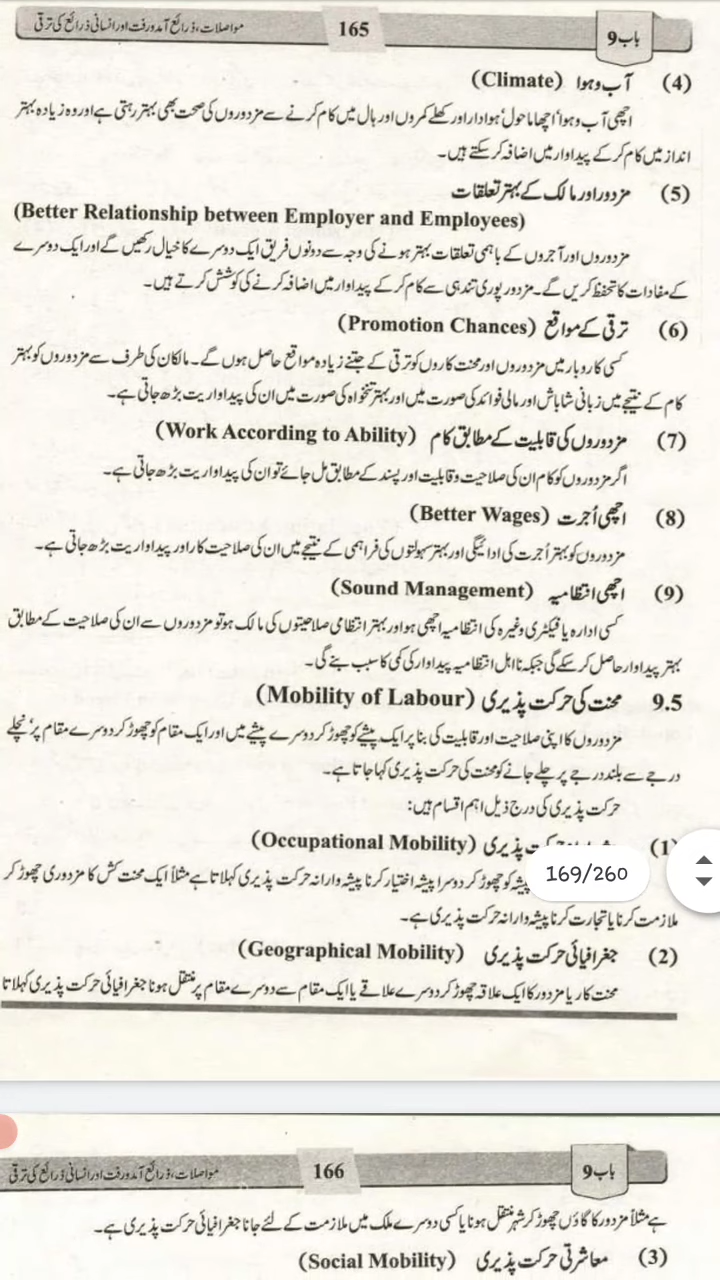 باب 9 165 مواصلات، ذرائع آمدورفت اور انسانی ذرائع کی ترقی
(4) آب و ہوا (Climate)
اچھی آب و ہوا، اچھا ماحول، ہوا دار اور کھلے کمروں اور ہال میں کام کرنے سے مزدوروں کی صحت بھی بہتر رہتی ہے اور وہ زیادہ بہتر
انداز میں کام کر کے پیداوار میں اضافہ کر سکتے ہیں۔
(5) مزدور اور مالک کے بہتر تعلقات
(Better Relationship between Employer and Employees)
مزدوروں اور آجروں کے باہمی تعلقات بہتر ہونے کی وجہ سے دونوں فریق ایک دوسرے کا خیال رکھیں گے اور ایک دوسرے
کے مفادات کا تحفظ کریں گے۔ مزدور پوری تندہی سے کام کر کے پیداوار میں اضافہ کرنے کی کوشش کرتے ہیں۔
(6) ترقی کے مواقع (Promotion Chances)
کسی کاروبار میں مزدوروں اور محنت کاروں کو ترقی کے جتنے زیادہ مواقع حاصل ہوں گے۔ مالکان کی طرف سے مزدوروں کو بہتر
کام کے نتیجے میں زبانی شاباش اور مالی فوائد کی صورت میں اور بہتر تنخواہ کی صورت میں ان کی پیداواریت بڑھ جاتی ہے۔
(7) مزدوروں کی قابلیت کے مطابق کام (Work According to Ability)
اگر مزدوروں کو کام ان کی صلاحیت و قابلیت اور پسند کے مطابق مل جائے تو ان کی پیداواریت بڑھ جاتی ہے۔
(8) اچھی اُجرت (Better Wages)
مزدوروں کو بہتر اُجرت کی ادائیگی اور بہتر سہولتوں کی فراہمی کے نتیجے میں ان کی صلاحیت کار اور پیداواریت بڑھ جاتی ہے۔
(9) اچھی انتظامیہ (Sound Management)
کسی ادارہ یا فیکٹری وغیرہ کی انتظامیہ اچھی ہو اور بہتر انتظامی صلاحیتوں کی مالک ہو تو مزدوروں سے ان کی صلاحیت کے مطابق
بہتر پیداوار حاصل کر سکے گی جبکہ نا اہل انتظامیہ پیداوار کی کمی کا سبب بنے گی۔
9.5 محنت کی حرکت پذیری (Mobility of Labour)
مزدوروں کا اپنی صلاحیت اور قابلیت کی بنا پر ایک پیشے کو چھوڑ کر دوسرے پیشے میں اور ایک مقام کو چھوڑ کر دوسرے مقام پر، نچلے
درجے سے بلند درجے پر چلے جانے کو محنت کی حرکت پذیری کہا جاتا ہے۔
حرکت پذیری کی درج ذیل اہم اقسام ہیں:
(1) حرکت پذیری (Occupational Mobility)
پیشہ کو چھوڑ کر دوسرا پیشہ اختیار کرنا پیشہ وارانہ حرکت پذیری کہلاتا ہے مثلاً ایک محنت کش کا مزدوری چھوڑ کر
169/260
ملازمت کرنا یا تجارت کرنا پیشہ وارانہ حرکت پذیری ہے۔
(2) جغرافیائی حرکت پذیری (Geographical Mobility)
محنت کار یا مزدور کا ایک علاقہ چھوڑ کر دوسرے علاقے یا ایک مقام سے دوسرے مقام پر منتقل ہونا جغرافیائی حرکت پذیری کہلاتا
باب 9 166 مواصلات، ذرائع آمدورفت اور انسانی ذرائع کی ترقی
ہے مثلاً مزدور کا گاؤں چھوڑ کر شہر منتقل ہونا یا کسی دوسرے ملک میں ملازمت کے لئے جانا جغرافیائی حرکت پذیری ہے۔
(3) معاشرتی حرکت پذیری (Social Mobility)